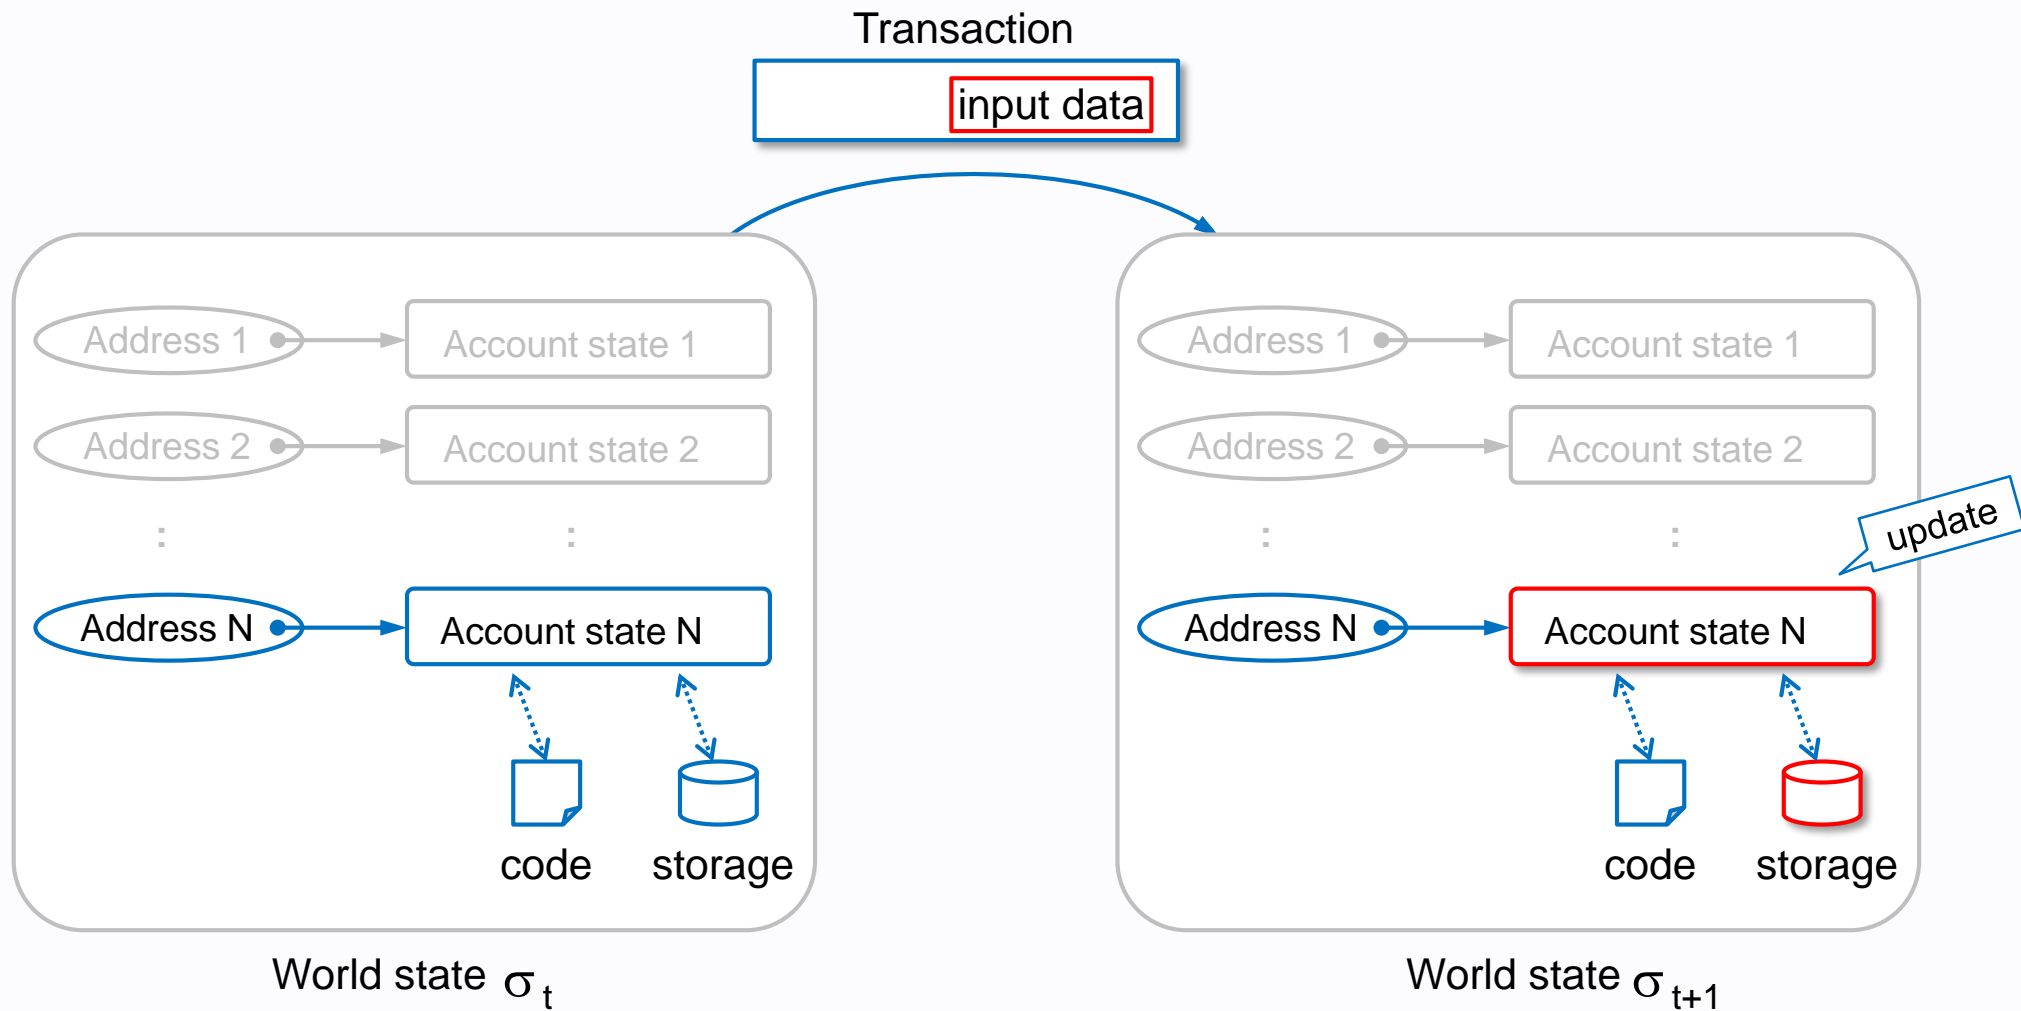 Transaction
input data
Address 1
Account state 1
Address 2
Account state 2
:
:
Address N
Account state N
code
storage
World state σ t
Address 1
Account state 1
Address 2
Account state 2
:
:
update
Address N
Account state N
code
storage
World state σ t+1